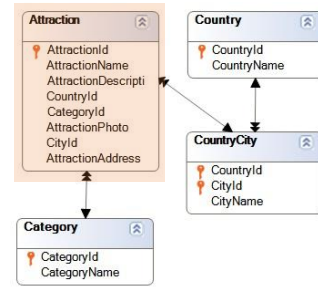 Attraction
AttractionId
AttractionName
AttractionDescripti
CountryId
CategoryId
AttractionPhoto
CityId
AttractionAddress
Country
CountryId
CountryName
CountryCity
CountryId
CityId
CityName
Category
CategoryId
CategoryName